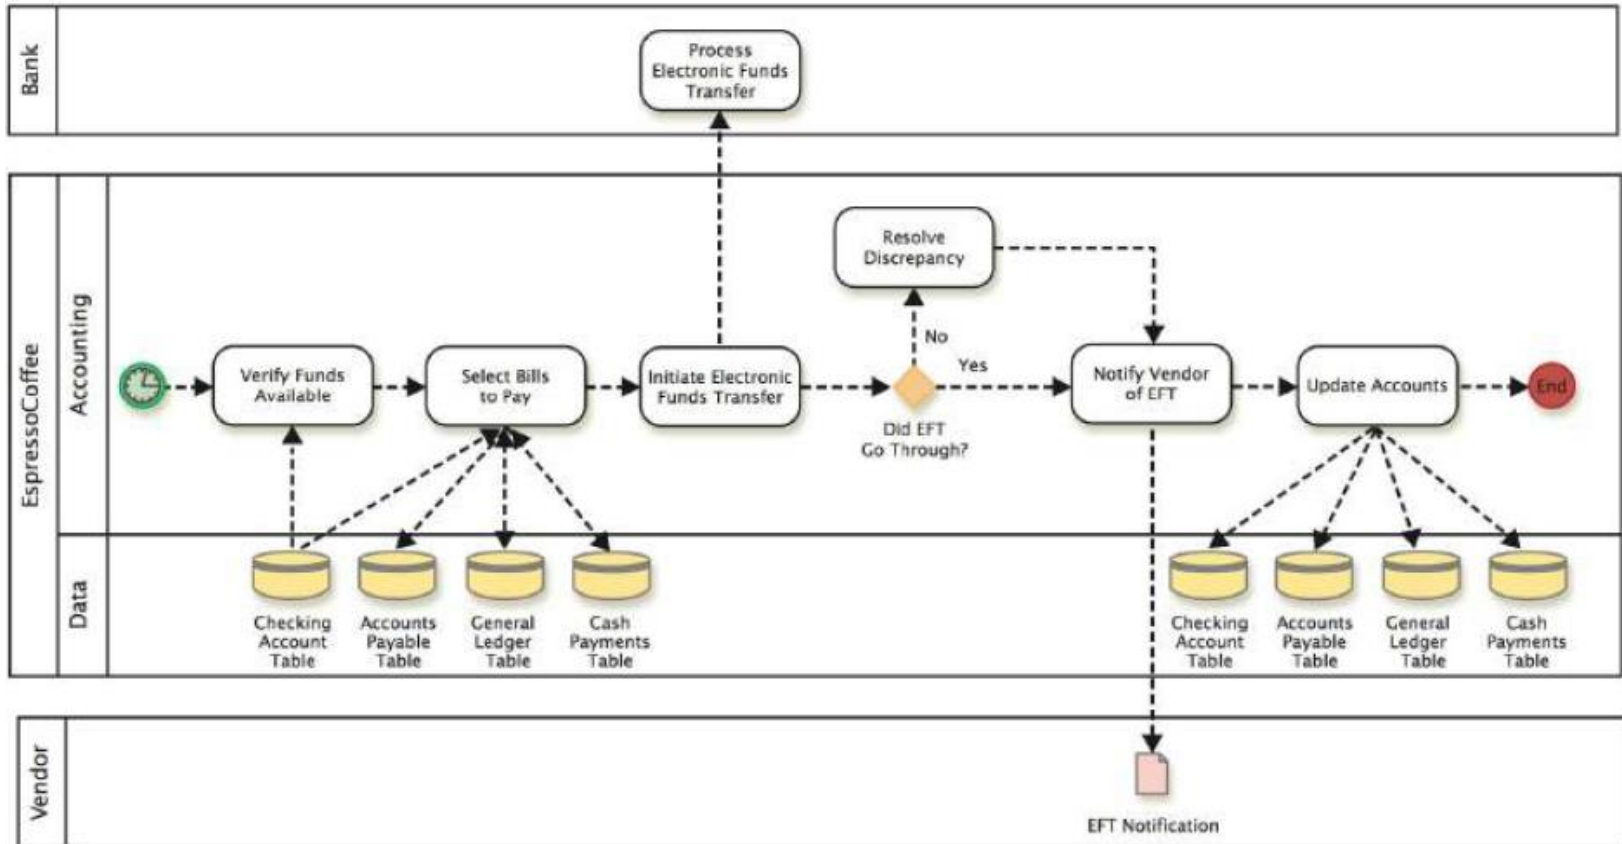 Bank
Process
Electronic Funds
Transfer
EspressoCoffee
Accounting
Resolve
Discrepancy
No
Yes
Verify Funds
Available
Select Bills
to Pay
Initiate Electronic
Funds Transfer
Did EFT
Go Through?
Notify Vendor
of EFT
Update Accounts
End
Data
Checking
Account
Table
Accounts
Payable
Table
General
Ledger
Table
Cash
Payments
Table
Checking
Account
Table
Accounts
Payable
Table
General
Ledger
Table
Cash
Payments
Table
Vendor
EFT Notification